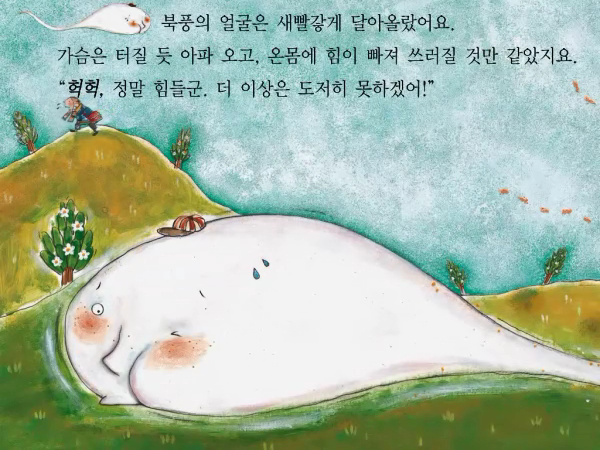 북풍의 얼굴은 새빨갛게 달아올랐어요.
가슴은 터질 듯 아파 오고, 온몸에 힘이 빠져 쓰러질 것만 같았지요.
“헉헉, 정말 힘들군. 더 이상은 도저히 못하겠어!”